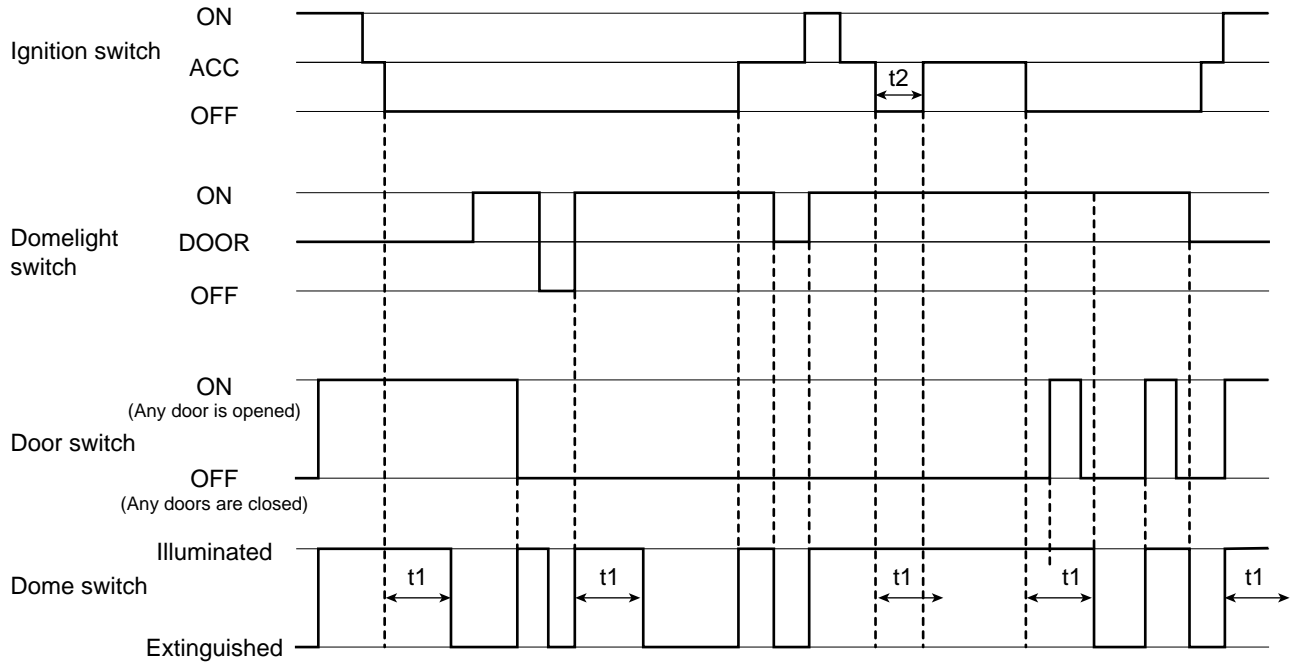 ON
Ignition switch
ACC
t2
OFF
ON
Domelight
switch
DOOR
OFF
ON
(Any door is opened)
Door switch
OFF
(Any doors are closed)
Illuminated
Dome switch
t1
t1
t1
t1
t1
Extinguished